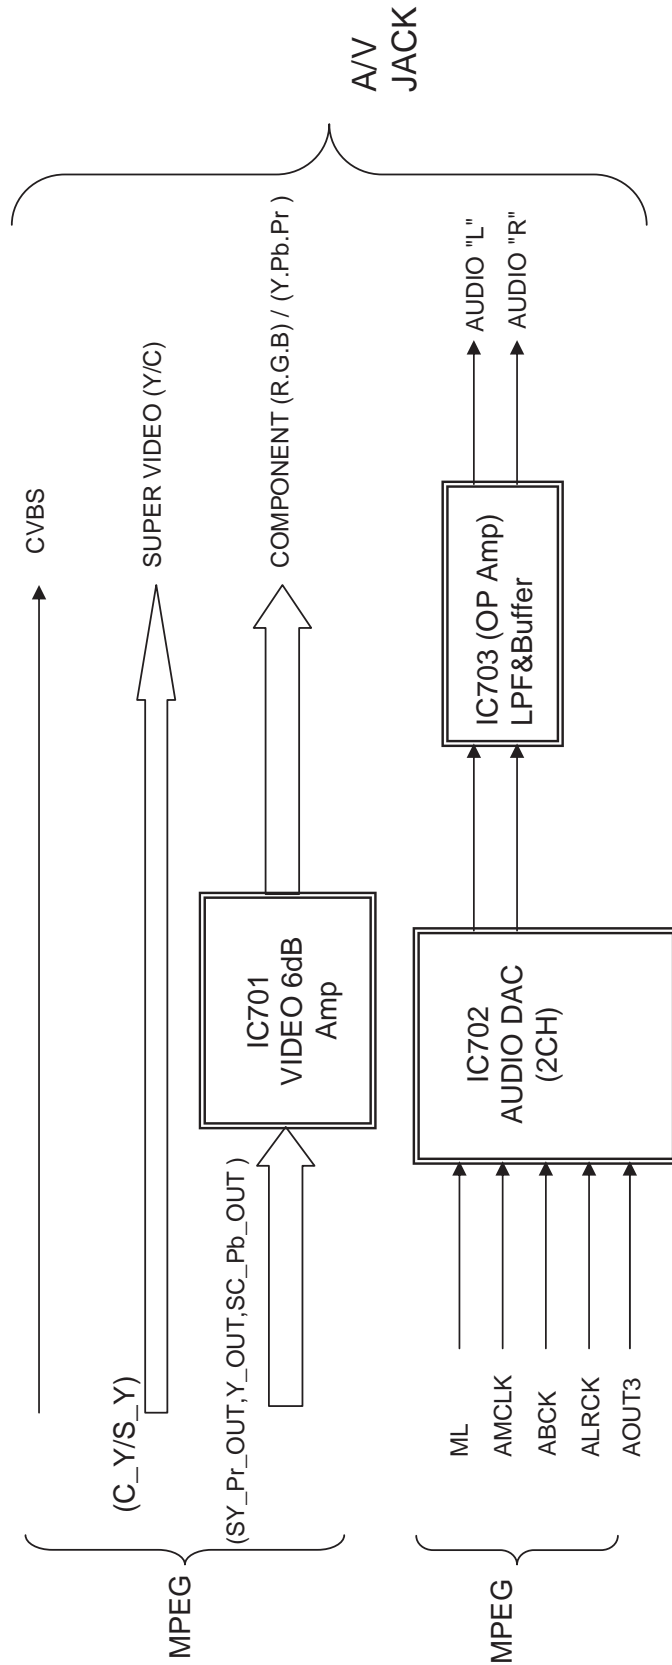 MPEG
CVBS
(C_Y/S_Y)
SUPER VIDEO (Y/C)
(SY_Pr_OUT,Y_OUT,SC_Pb_OUT )
IC701
VIDEO 6dB
Amp
COMPONENT (R.G.B) / (Y.Pb.Pr )
A/V
JACK
MPEG
ML
AMCLK
ABCK
ALRCK
AOUT3
IC702
AUDIO DAC
(2CH)
IC703 (OP Amp)
LPF&Buffer
AUDIO "L"
AUDIO "R"